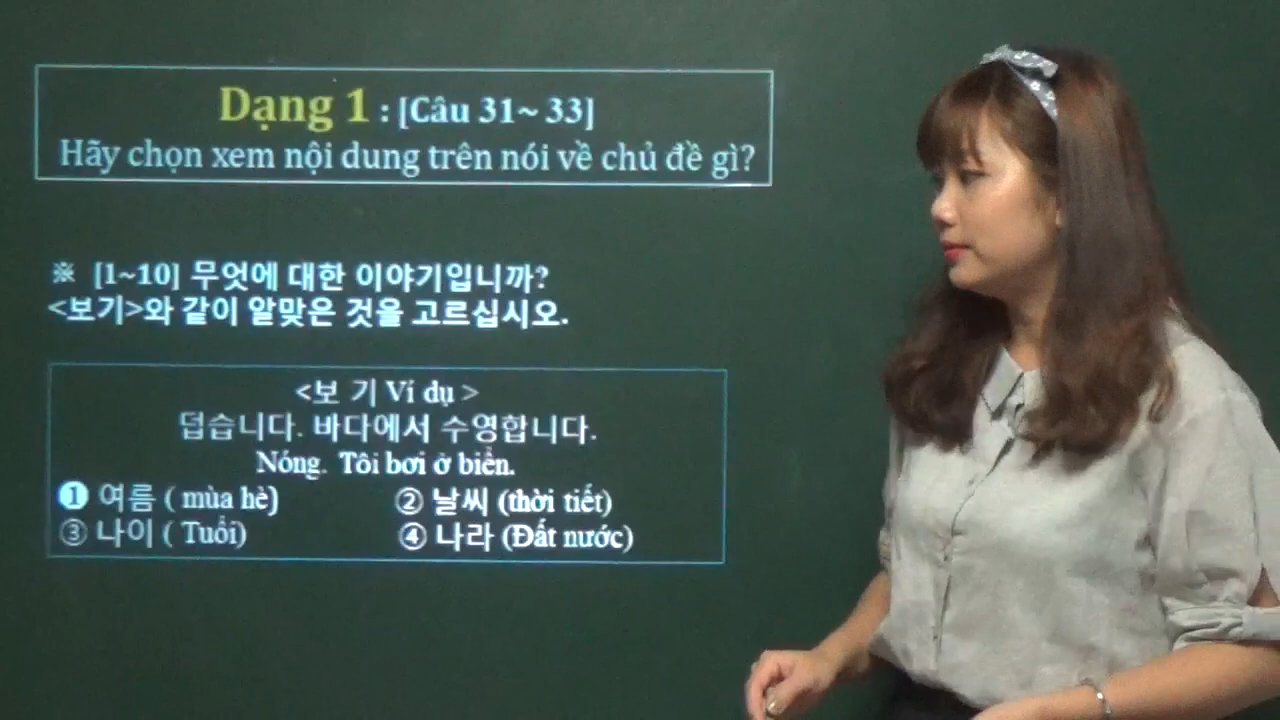 Dạng 1 : [Câu 31~ 33]
Hãy chọn xem nội dung trên nói về chủ đề gì?
※ [1~10] 무엇에 대한 이야기입니까?
<보기>와 같이 알맞은 것을 고르십시오.
<보 기 Ví dụ >
덥습니다. 바다에서 수영합니다.
Nóng. Tôi bơi ở biển.
❶ 여름 ( mùa hè) ② 날씨 (thời tiết)
③ 나이 ( Tuổi) ④ 나라 (Đất nước)